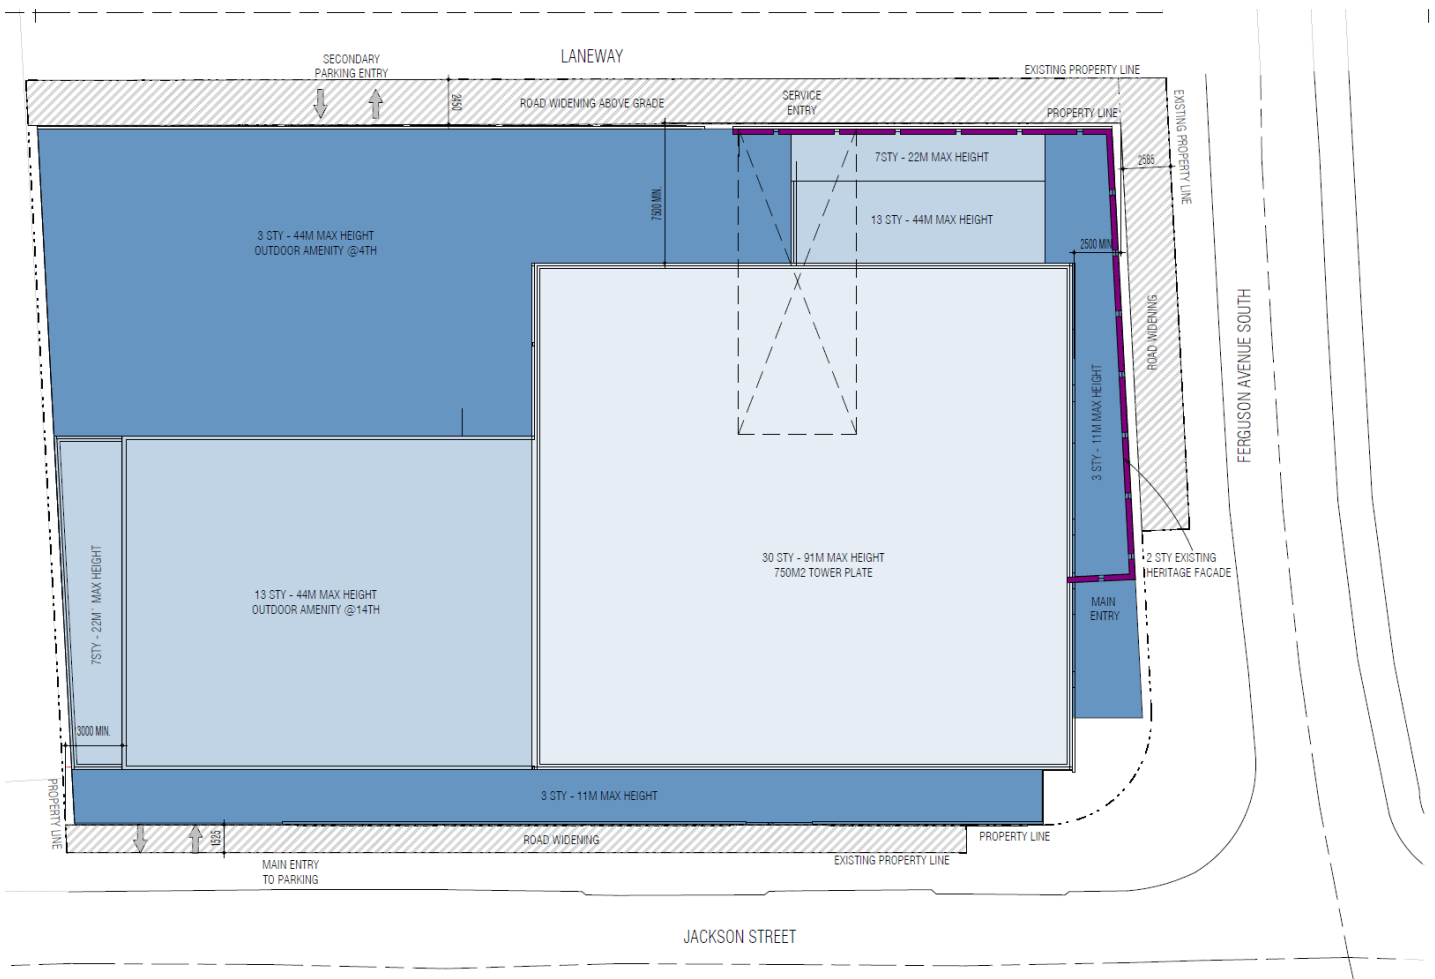 LANEWAY
SECONDARY
PARKING ENTRY
EXISTING PROPERTY LINE
2450
ROAD WIDENING ABOVE GRADE
SERVICE
ENTRY
PROPERTY LINE
EXISTING PROPERTY LINE
7STY - 22M MAX HEIGHT
2585
7500 MIN.
13 STY - 44M MAX HEIGHT
3 STY - 44M MAX HEIGHT
OUTDOOR AMENITY @4TH
2500 MIN.
ROAD WIDENING
FERGUSON AVENUE SOUTH
3 STY - 11M MAX HEIGHT
30 STY - 91M MAX HEIGHT
750M2 TOWER PLATE
2 STY EXISTING
HERITAGE FACADE
7STY - 22M` MAX HEIGHT
13 STY - 44M MAX HEIGHT
OUTDOOR AMENITY @14TH
MAIN
ENTRY
3000 MIN.
3 STY - 11M MAX HEIGHT
PROPERTY LINE
1525
ROAD WIDENING
PROPERTY LINE
EXISTING PROPERTY LINE
MAIN ENTRY
TO PARKING
JACKSON STREET